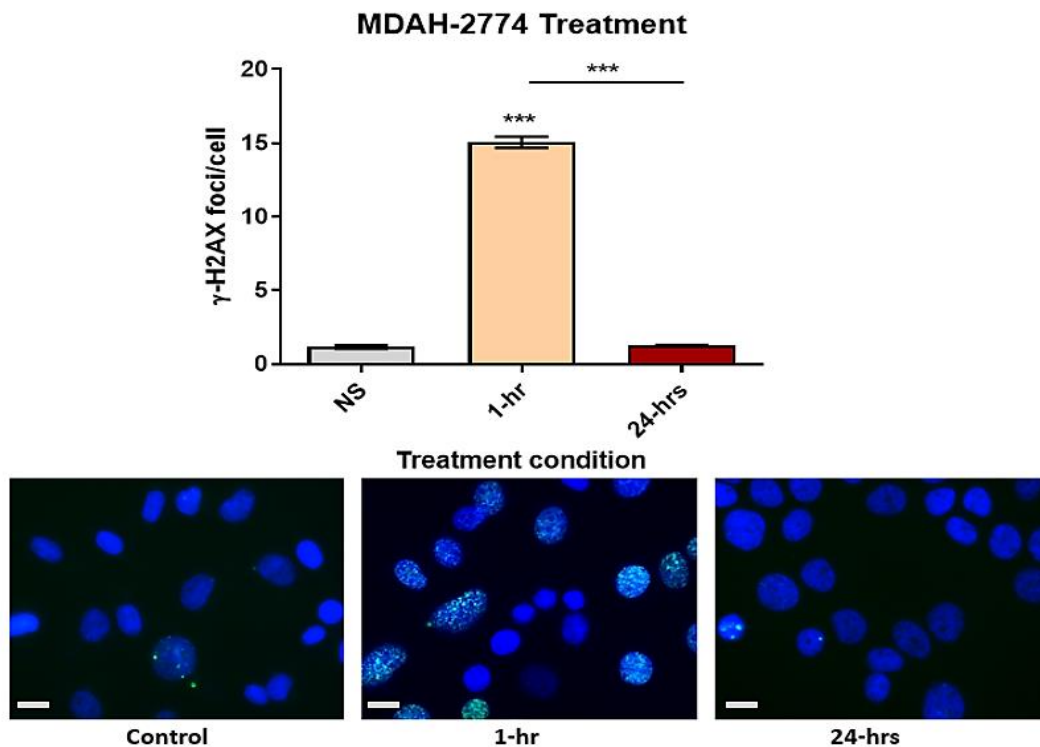 MDAH-2774 Treatment
20
***
***
15
10
5
0
γ-H2AX foci/cell
NS
1-hr
24-hrs
Treatment condition
Control
1-hr
24-hrs